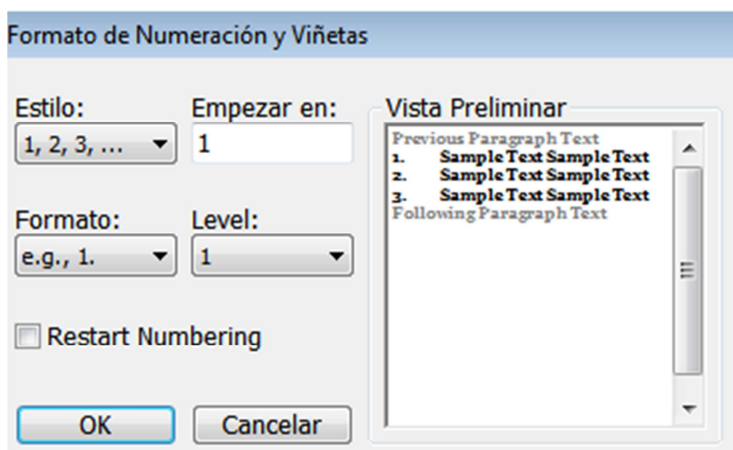 Formato de Numeración y Viñetas
Estilo:
1, 2, 3, ...
Empezar en:
1
Formato:
e.g., 1.
Level:
1
Restart Numbering
OK
Cancelar
Vista Preliminar
Previous Paragraph Text
1. Sample Text Sample Text
2. Sample Text Sample Text
3. Sample Text Sample Text
Following Paragraph Text